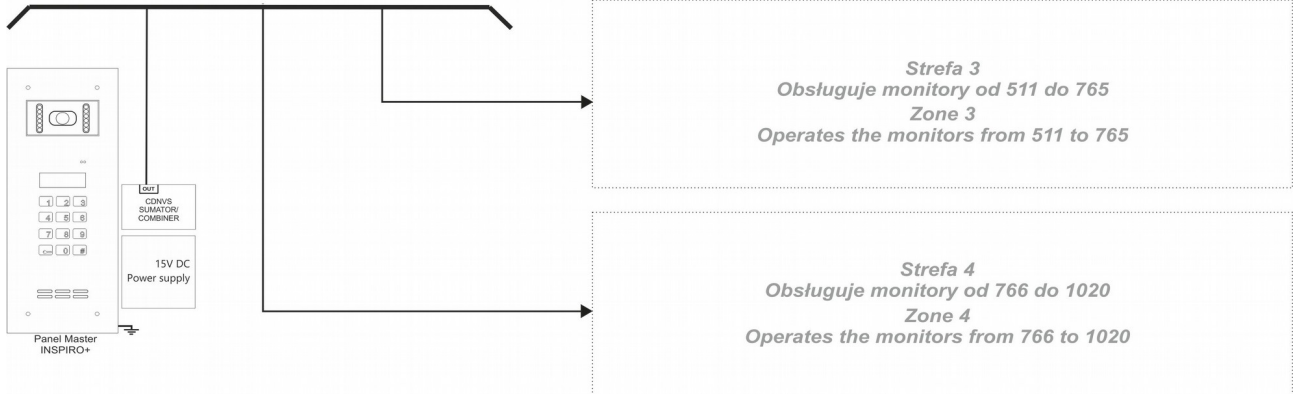 Strefa 3
Obsługuje monitory od 511 do 765
Zone 3
Operates the monitors from 511 to 765
1 2 3
4 5 6
7 8 9
0 #
OUT
CDNVS
SUMATOR/
COMBINER
15V DC
Power supply
Panel Master
INSPIRO+
Strefa 4
Obsługuje monitory od 766 do 1020
Zone 4
Operates the monitors from 766 to 1020